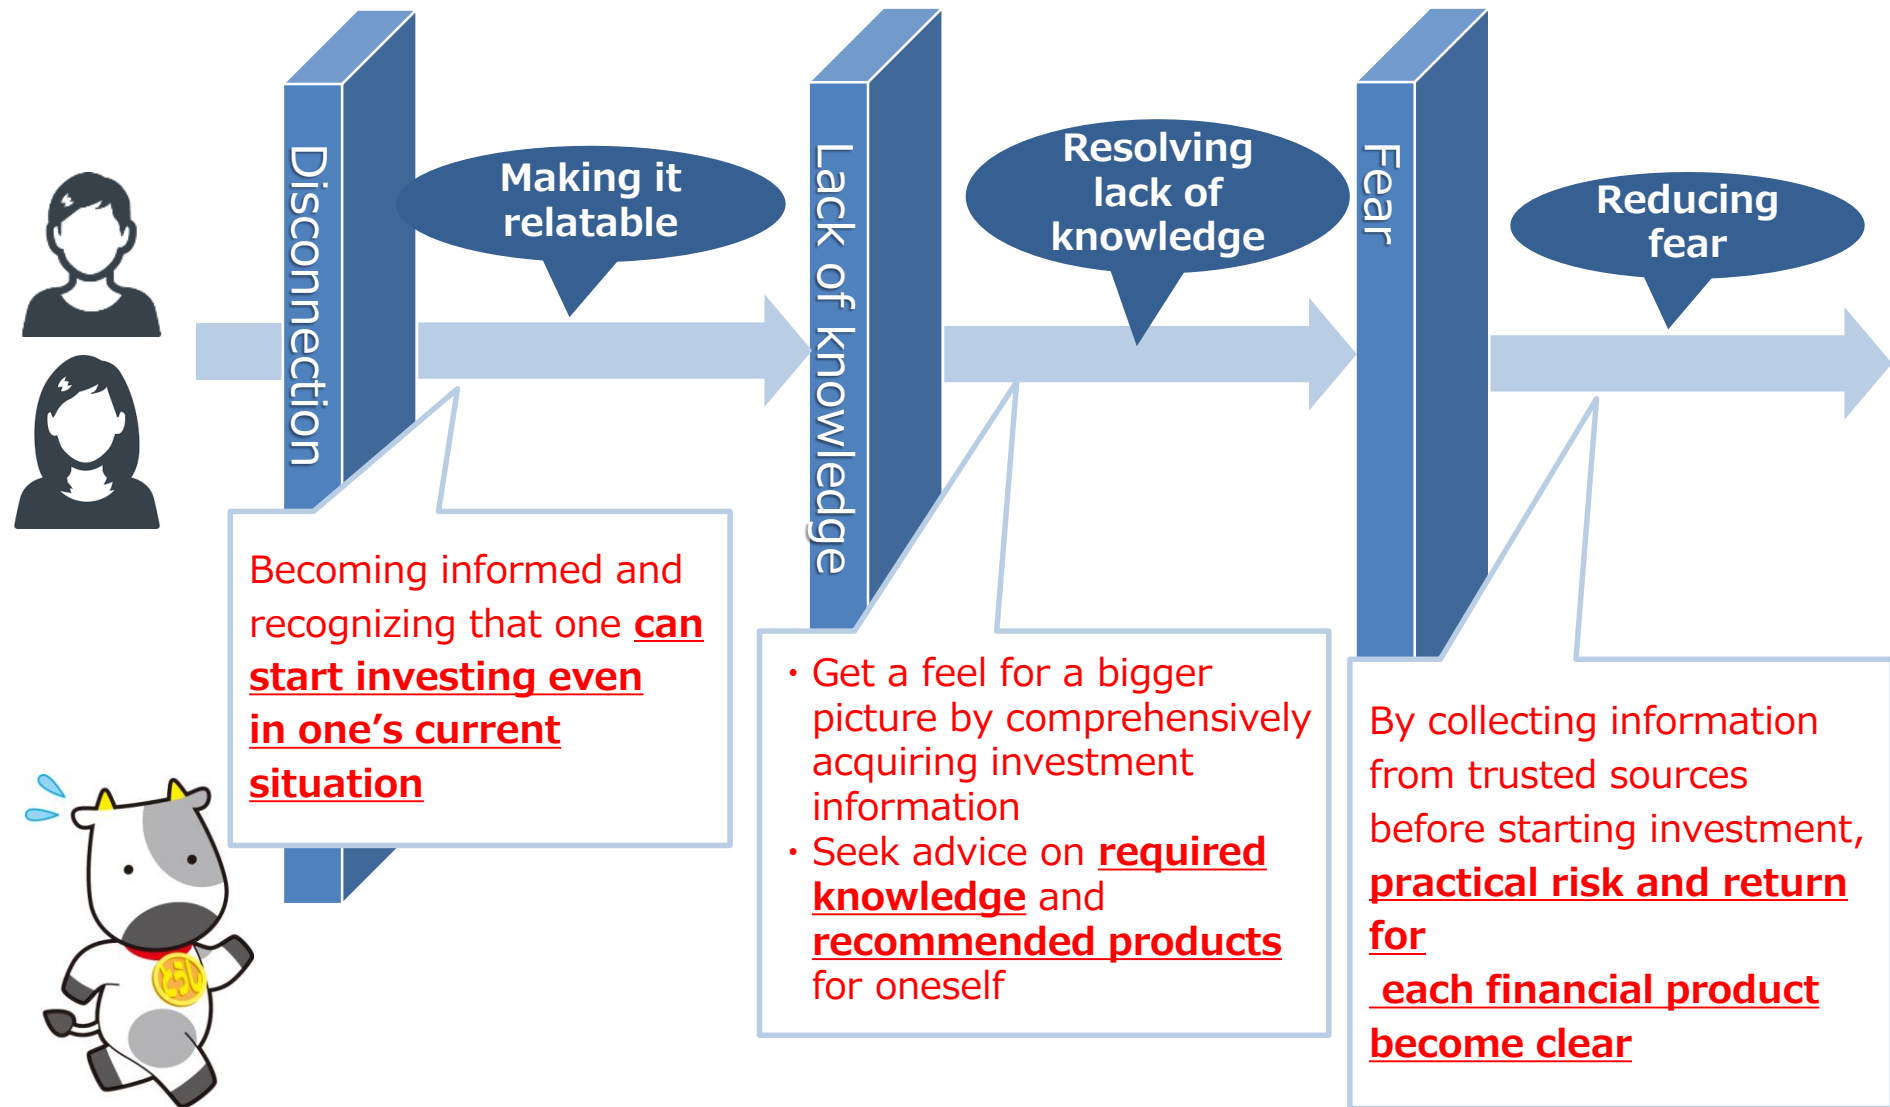 Disconnection
Making it
relatable
Lack of knowledge
Resolving
lack of
knowledge
Fear
Reducing
fear
Becoming informed and
recognizing that one can
start investing even
in one’s current
situation
・Get a feel for a bigger
picture by comprehensively
acquiring investment
information
・Seek advice on required
knowledge and
recommended products
for oneself
By collecting information
from trusted sources
before starting investment,
practical risk and return
for
each financial product
become clear